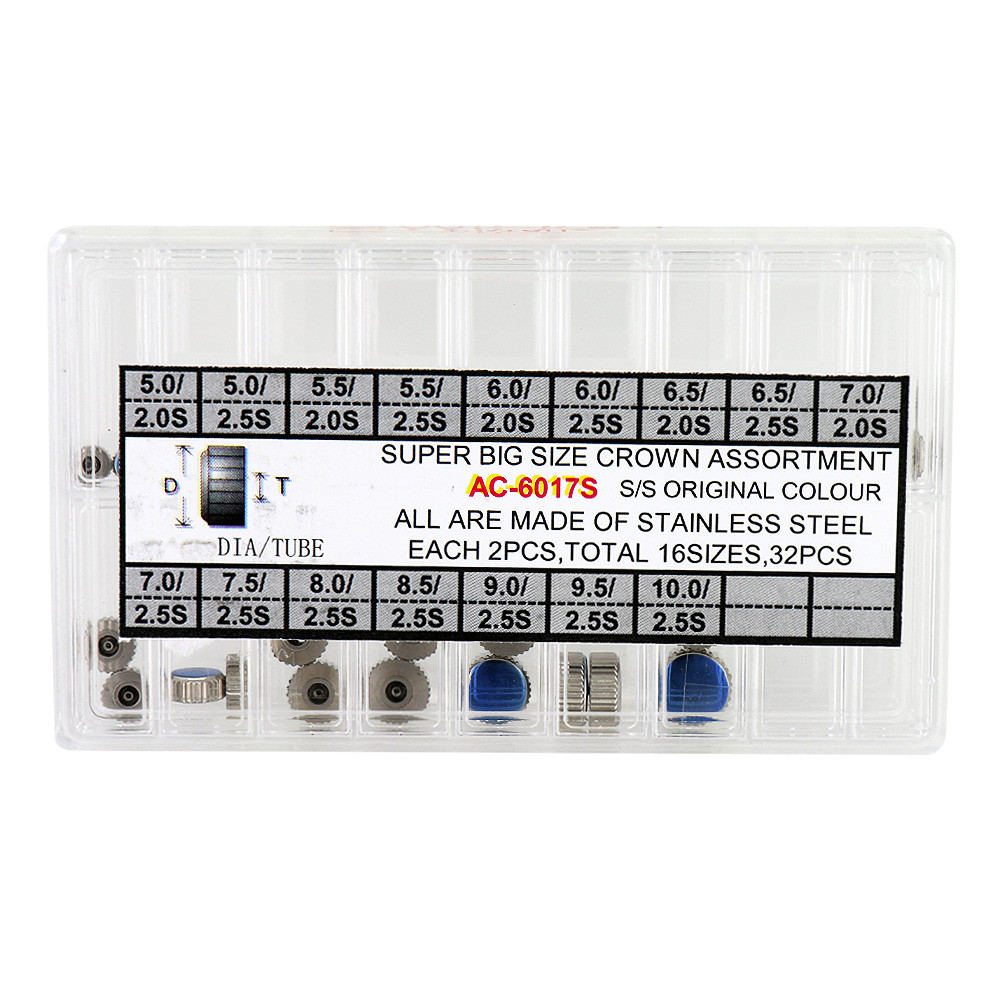 5.0/ 5.0/ 5.5/ 5.5/ 6.0/ 6.0/ 6.5/ 6.5/ 7.0/
2.0S 2.5S 2.0S 2.5S 2.0S 2.5S 2.0S 2.5S 2.0S
SUPER BIG SIZE CROWN ASSORTMENT
D T
AC-6017S S/S ORIGINAL COLOUR
ALL ARE MADE OF STAINLESS STEEL
DIA/TUBE
EACH 2PCS,TOTAL 16SIZES,32PCS
7.0/ 7.5/ 8.0/ 8.5/ 9.0/ 9.5/ 10.0/
2.5S 2.5S 2.5S 2.5S 2.5S 2.5S 2.5S